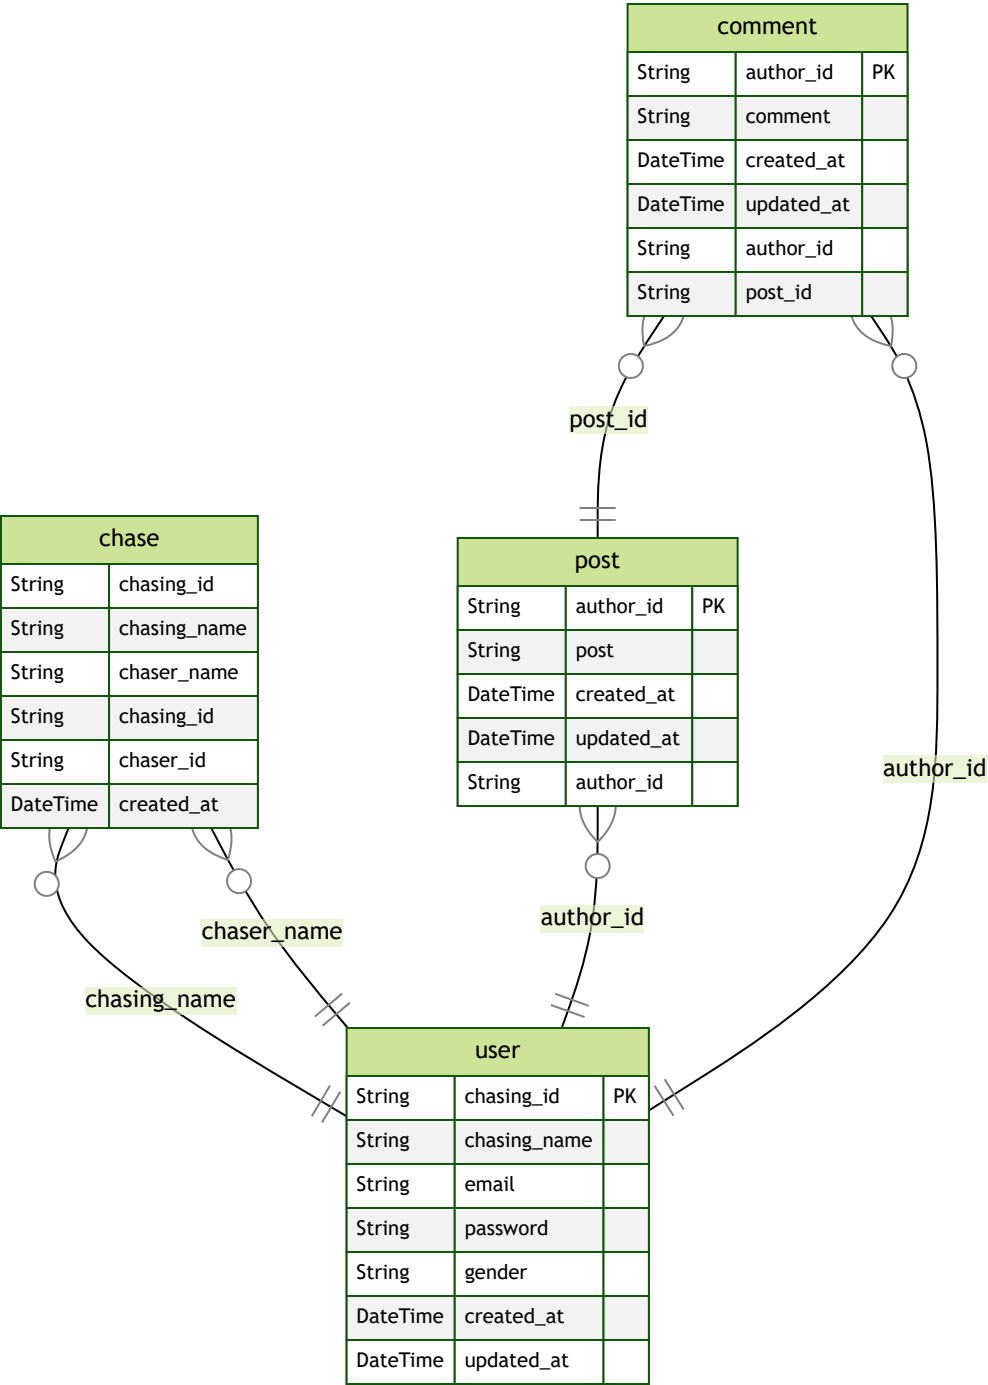 comment
String author_id PK
String comment
DateTime created_at
DateTime updated_at
String author_id
String post_id
post_id
chase
String chasing_id
String chasing_name
String chaser_name
String chasing_id
String chaser_id
DateTime created_at
post
String author_id PK
String post
DateTime created_at
DateTime updated_at
String author_id
author_id
author_id
chaser_name
chasing_name
user
String chasing_id PK
String chasing_name
String email
String password
String gender
DateTime created_at
DateTime updated_at